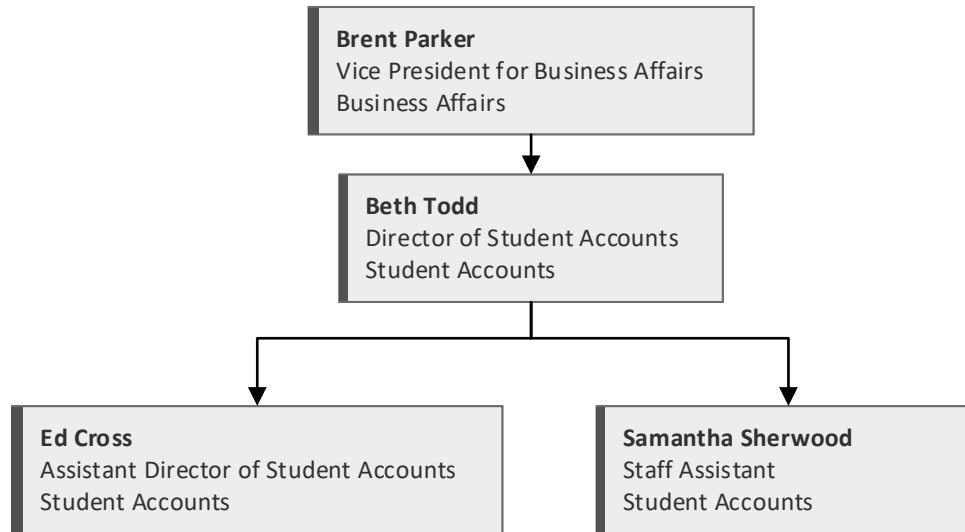 Brent Parker
Vice President for Business Affairs
Business Affairs
Beth Todd
Director of Student Accounts
Student Accounts
Ed Cross
Assistant Director of Student Accounts
Student Accounts
Samantha Sherwood
Staff Assistant
Student Accounts